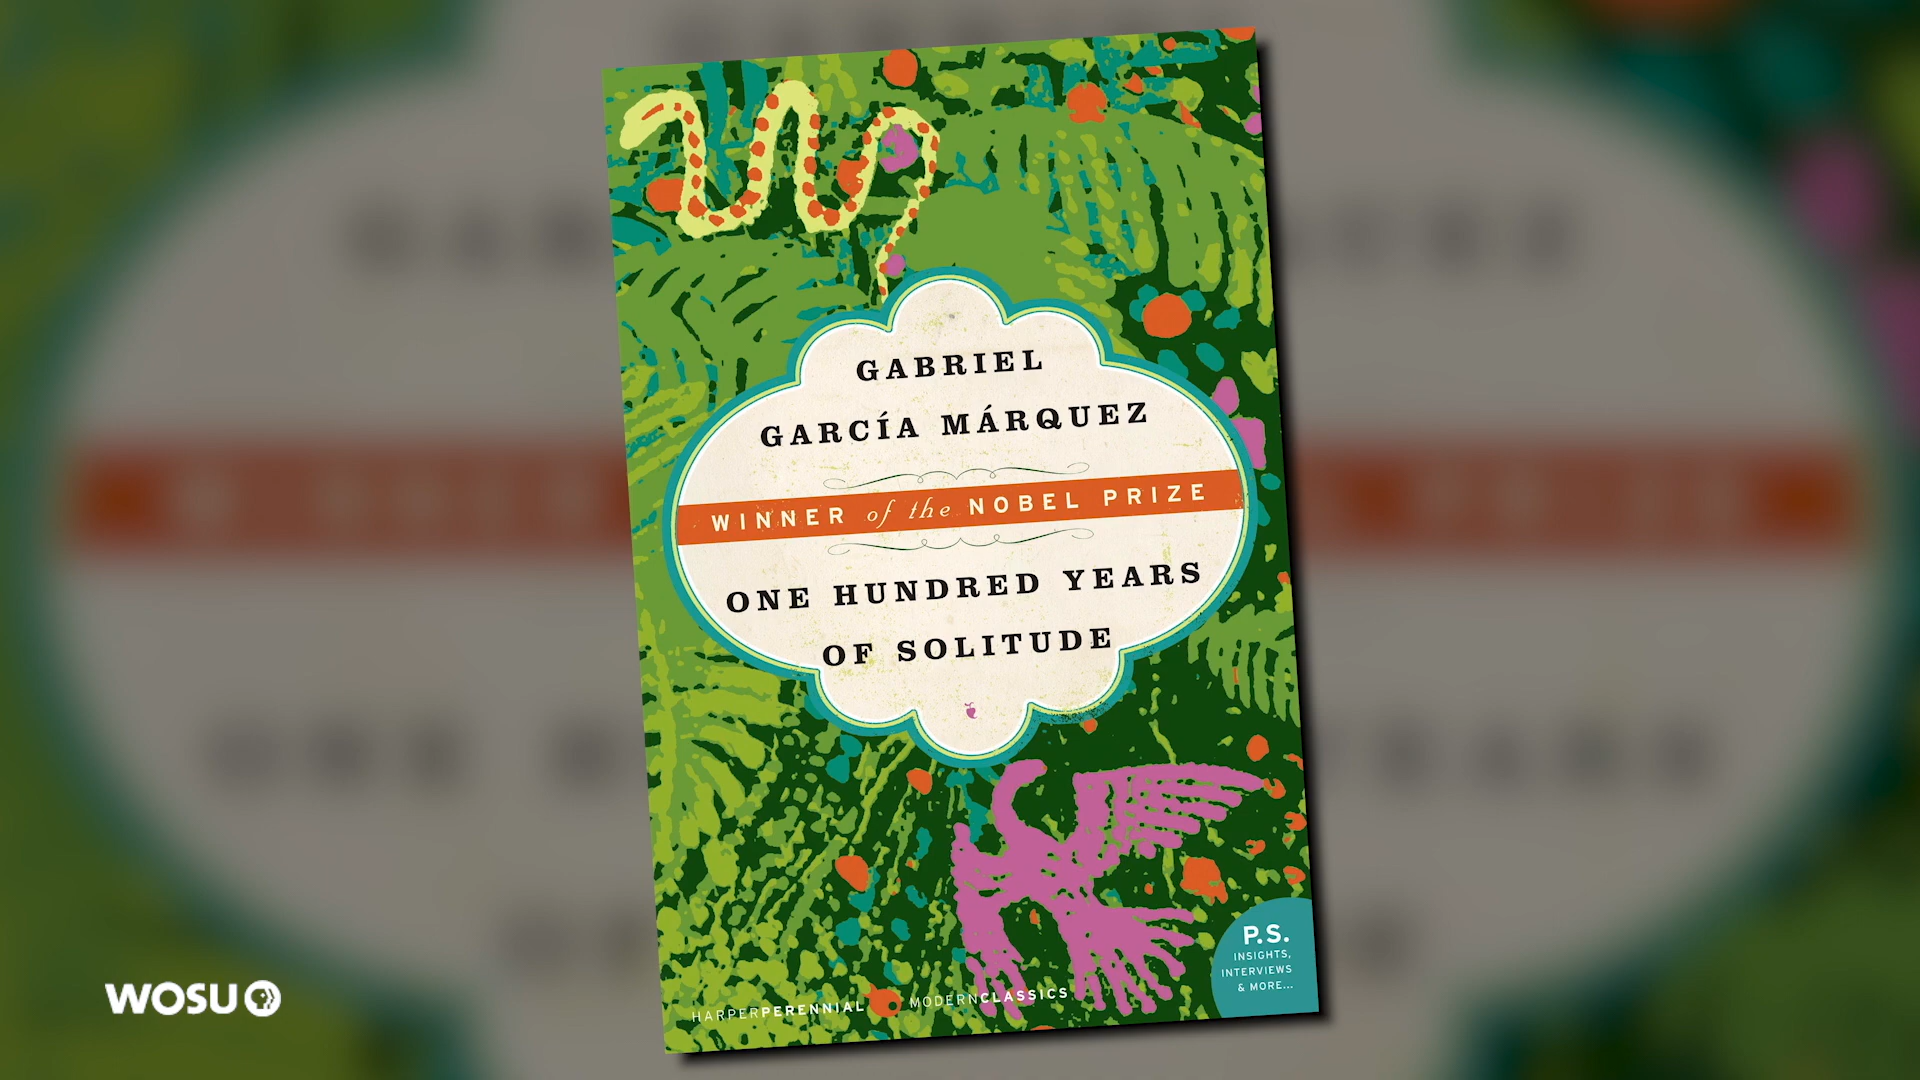 GABRIEL
GARCÍA MÁRQUEZ
WINNER of the NOBEL PRIZE
ONE HUNDRED YEARS
OF SOLITUDE
P.S.
INSIGHTS,
INTERVIEWS
& MORE...
HARPERPERENNIAL MODERNCLASSICS
WOSU